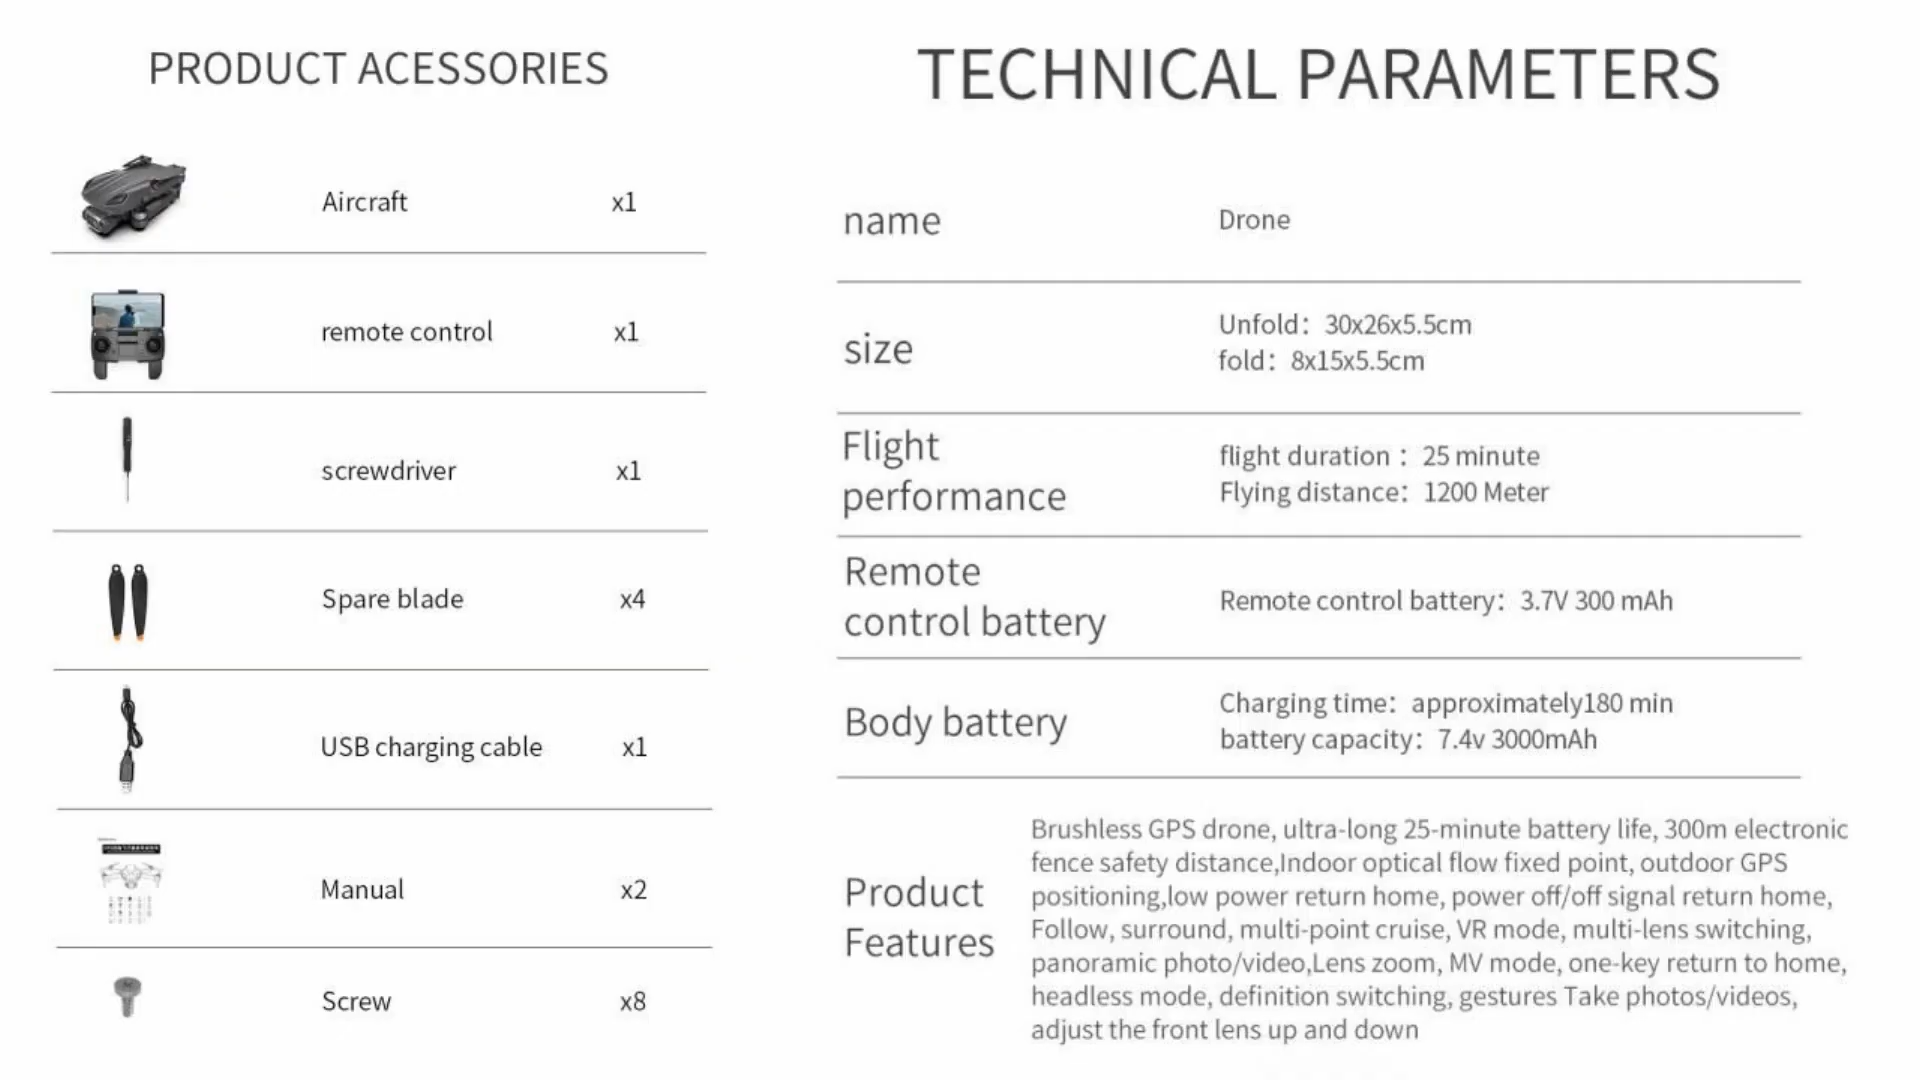 PRODUCT ACESSORIES
Aircraft x1
remote control x1
screwdriver x1
Spare blade x4
USB charging cable x1
Manual x2
Screw x8
TECHNICAL PARAMETERS
name Drone
size
Unfold：30x26x5.5cm
fold：8x15x5.5cm
Flight
performance
flight duration：25 minute
Flying distance：1200 Meter
Remote
control battery
Remote control battery：3.7V 300 mAh
Body battery
Charging time：approximately180 min
battery capacity：7.4v 3000mAh
Product
Features
Brushless GPS drone, ultra-long 25-minute battery life, 300m electronic
fence safety distance,Indoor optical flow fixed point, outdoor GPS
positioning,low power return home, power off/off signal return home,
Follow, surround, multi-point cruise, VR mode, multi-lens switching,
panoramic photo/video,Lens zoom, MV mode, one-key return to home,
headless mode, definition switching, gestures Take photos/videos,
adjust the front lens up and down